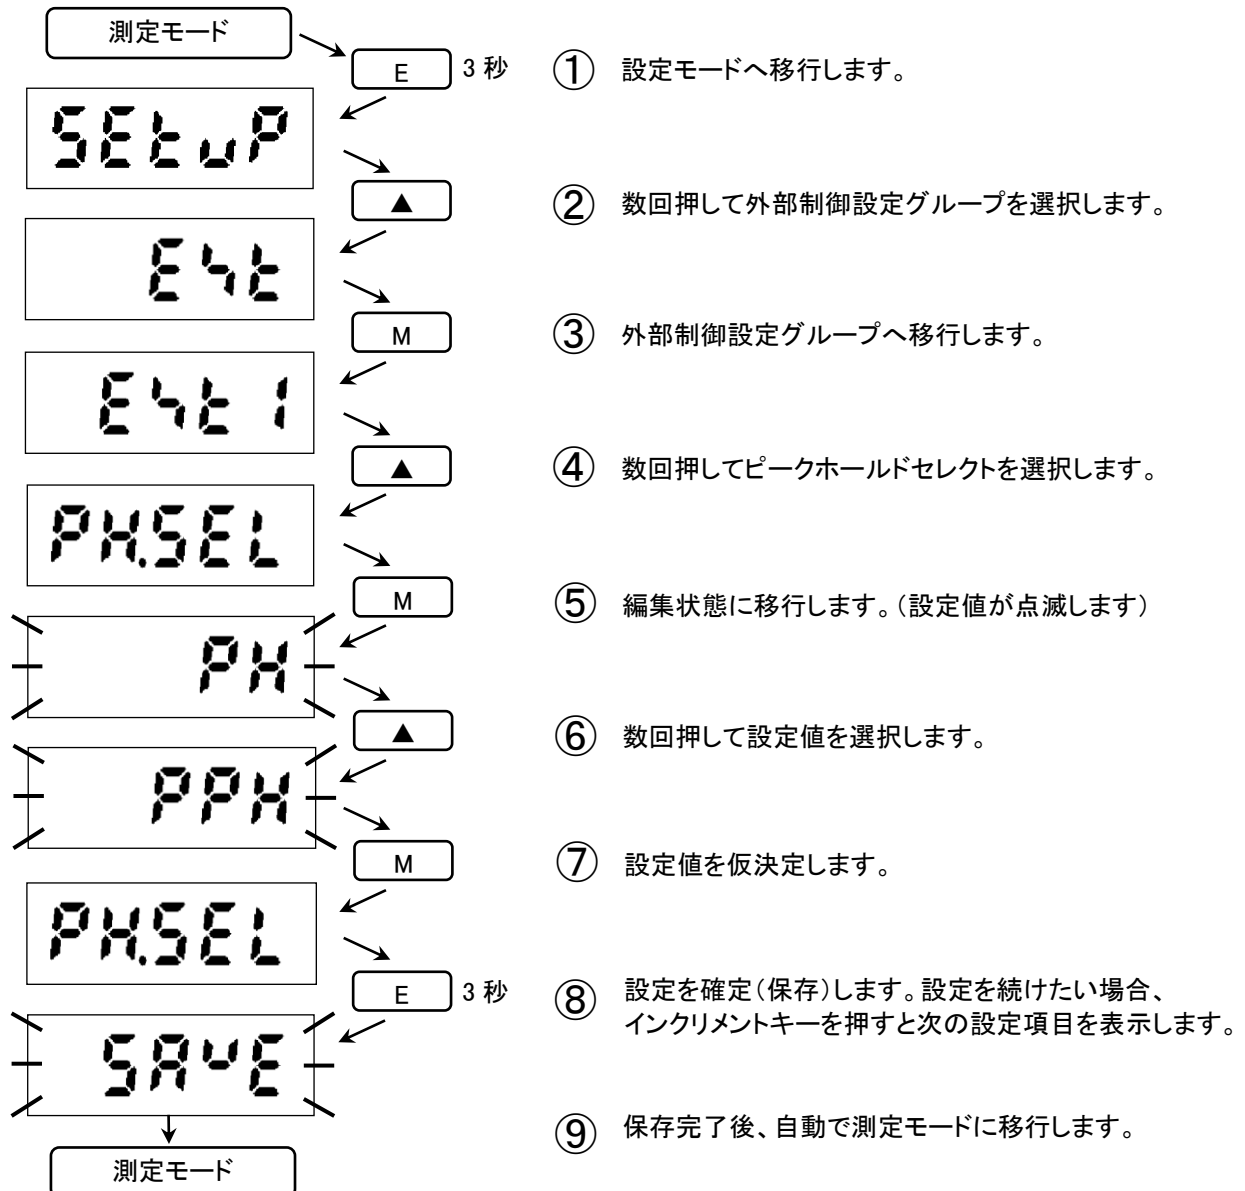 測定モード
E 3 秒 ① 設定モードへ移行します。
SEtuP
▲ ② 数回押して外部制御設定グループを選択します。
EXt
M ③ 外部制御設定グループへ移行します。
EXt 1
▲ ④ 数回押してピークホールドセレクトを選択します。
PH.SEL
M ⑤ 編集状態に移行します。（設定値が点滅します）
PH
▲ ⑥ 数回押して設定値を選択します。
PPH
M ⑦ 設定値を仮決定します。
PH.SEL
E 3 秒 ⑧ 設定を確定（保存）します。設定を続けたい場合、
インクリメントキーを押すと次の設定項目を表示します。
SAvE
⑨ 保存完了後、自動で測定モードに移行します。
測定モード